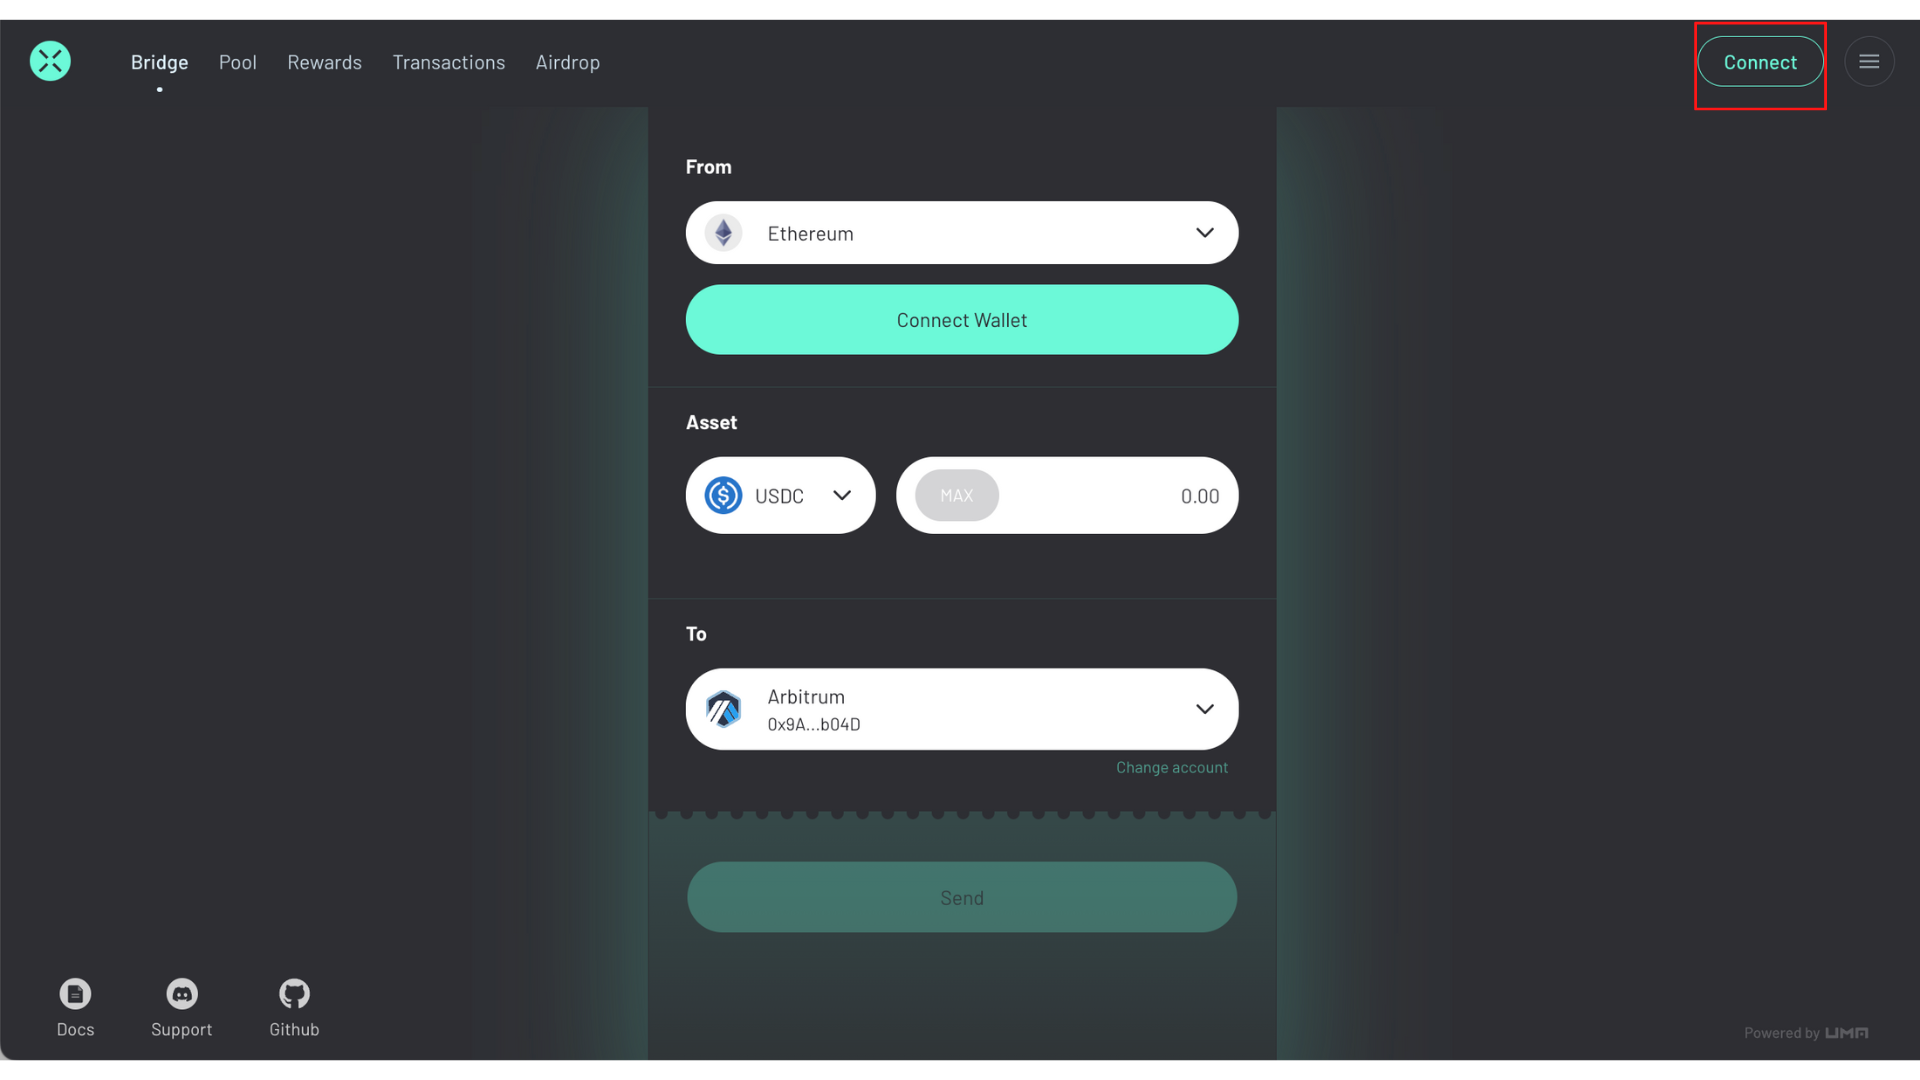 Bridge Pool Rewards Transactions Airdrop Connect
From
Ethereum
Connect Wallet
Asset
USDC MAX 0.00
To
Arbitrum
0x9A...b04D
Change account
Send
Docs Support Github
Powered by UMA